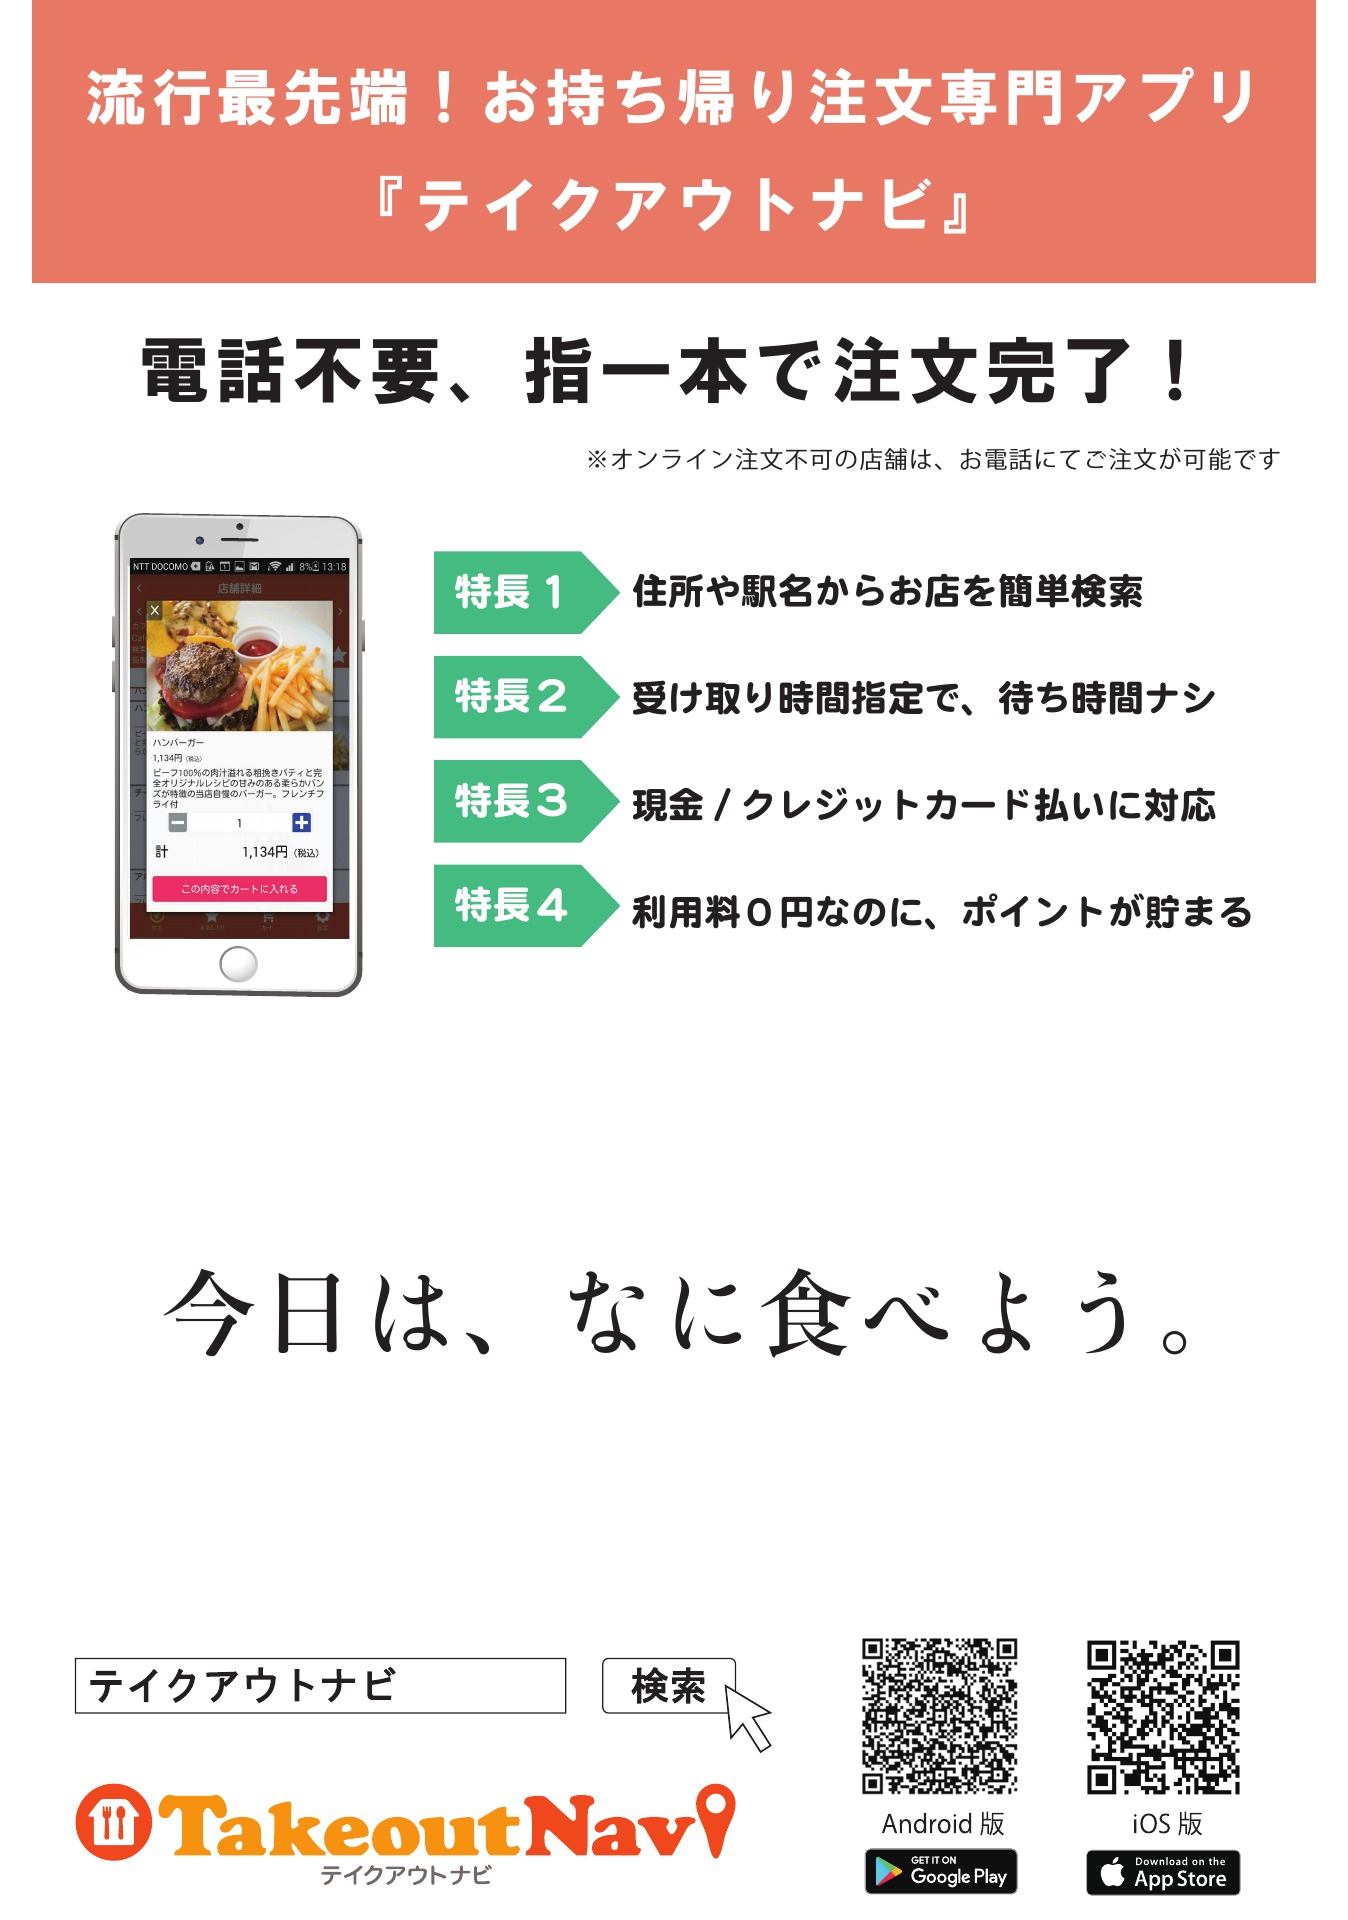 流行最先端！お持ち帰り注文専門アプリ
『テイクアウトナビ』
電話不要、指一本で注文完了！
※オンライン注文不可の店舗は、お電話にてご注文が可能です
NTT DOCOMO 8% 13:18
店舗詳細
X
ハンバーガー
1,134円（税込）
ビーフ100%の肉汁溢れる粗挽きパティと完
全オリジナルレシピの甘みのある柔らかバン
ズが特徴の当店自慢のバーガー。フレンチフ
ライ付
1
計 1,134円（税込）
この内容でカートに入れる
特長1 住所や駅名からお店を簡単検索
特長2 受け取り時間指定で、待ち時間ナシ
特長3 現金 / クレジットカード払いに対応
特長4 利用料０円なのに、ポイントが貯まる
今日は、なに食べよう。
テイクアウトナビ 検索
TakeoutNavi
テイクアウトナビ
Android 版
GET IT ON
Google Play
iOS 版
Download on the
App Store